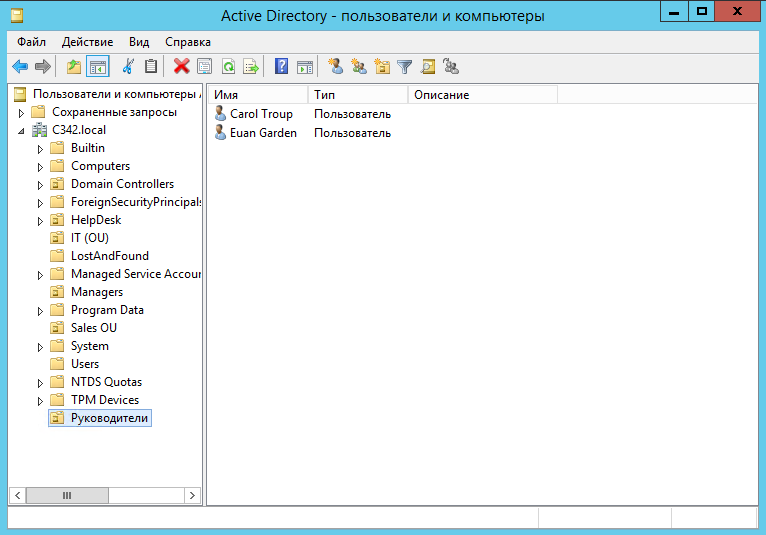 Active Directory - пользователи и компьютеры
Файл Действие Вид Справка
Пользователи и компьютеры
Сохраненные запросы
C342.local
Builtin
Computers
Domain Controllers
ForeignSecurityPrincipals
HelpDesk
IT (OU)
LostAndFound
Managed Service Accour
Managers
Program Data
Sales OU
System
Users
NTDS Quotas
TPM Devices
Руководители
Имя Тип Описание
Carol Troup Пользователь
Euan Garden Пользователь